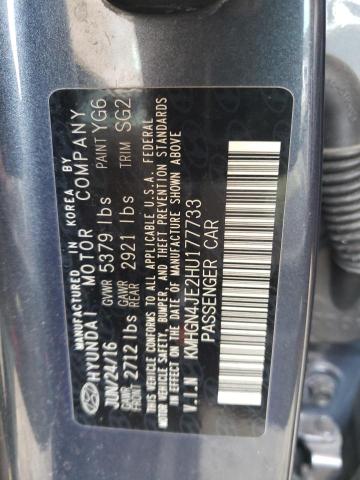 MANUFACTURED IN KOREA BY
HYUNDAI MOTOR COMPANY
JUN/24/16 GVWR 5379 lbs PAINT YG6
GAWR FRONT 2712 lbs GAWR REAR 2921 lbs TRIM SG2
THIS VEHICLE CONFORMS TO ALL APPLICABLE U.S.A. FEDERAL
MOTOR VEHICLE SAFETY, BUMPER, AND THEFT PREVENTION STANDARDS
IN EFFECT ON THE DATE OF MANUFACTURE SHOWN ABOVE.
V.I.N KMHGN4JE2HU177733
PASSENGER CAR